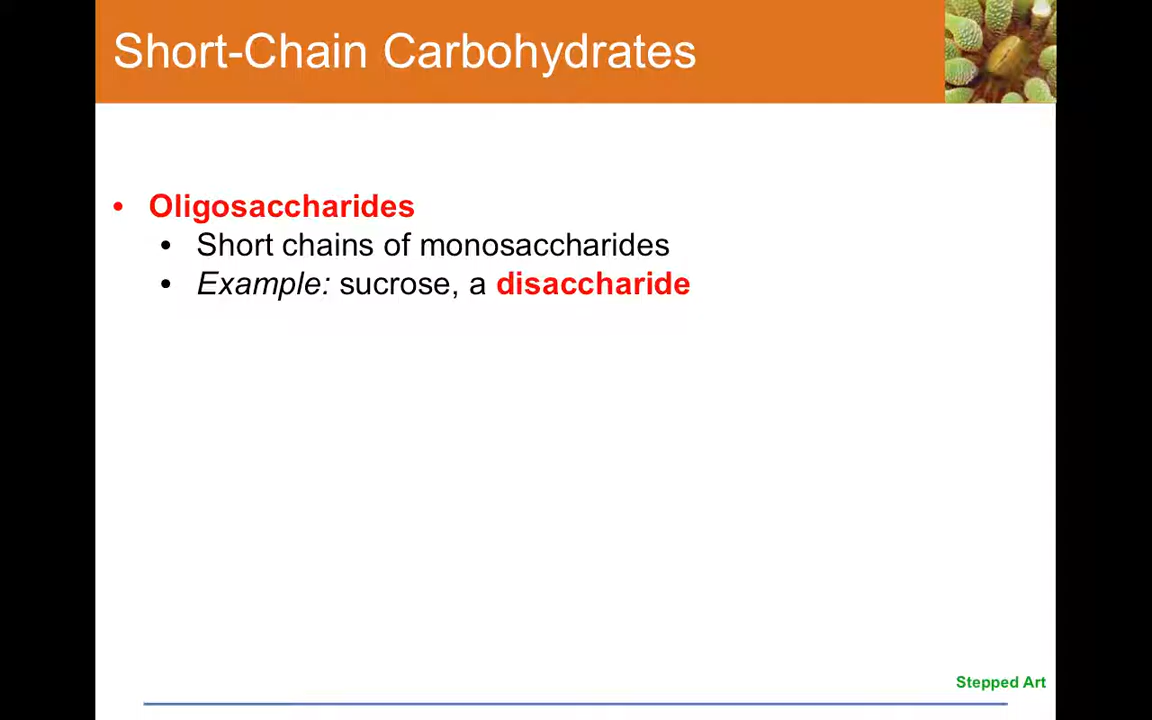 Short-Chain Carbohydrates
• Oligosaccharides
• Short chains of monosaccharides
• Example: sucrose, a disaccharide
Stepped Art